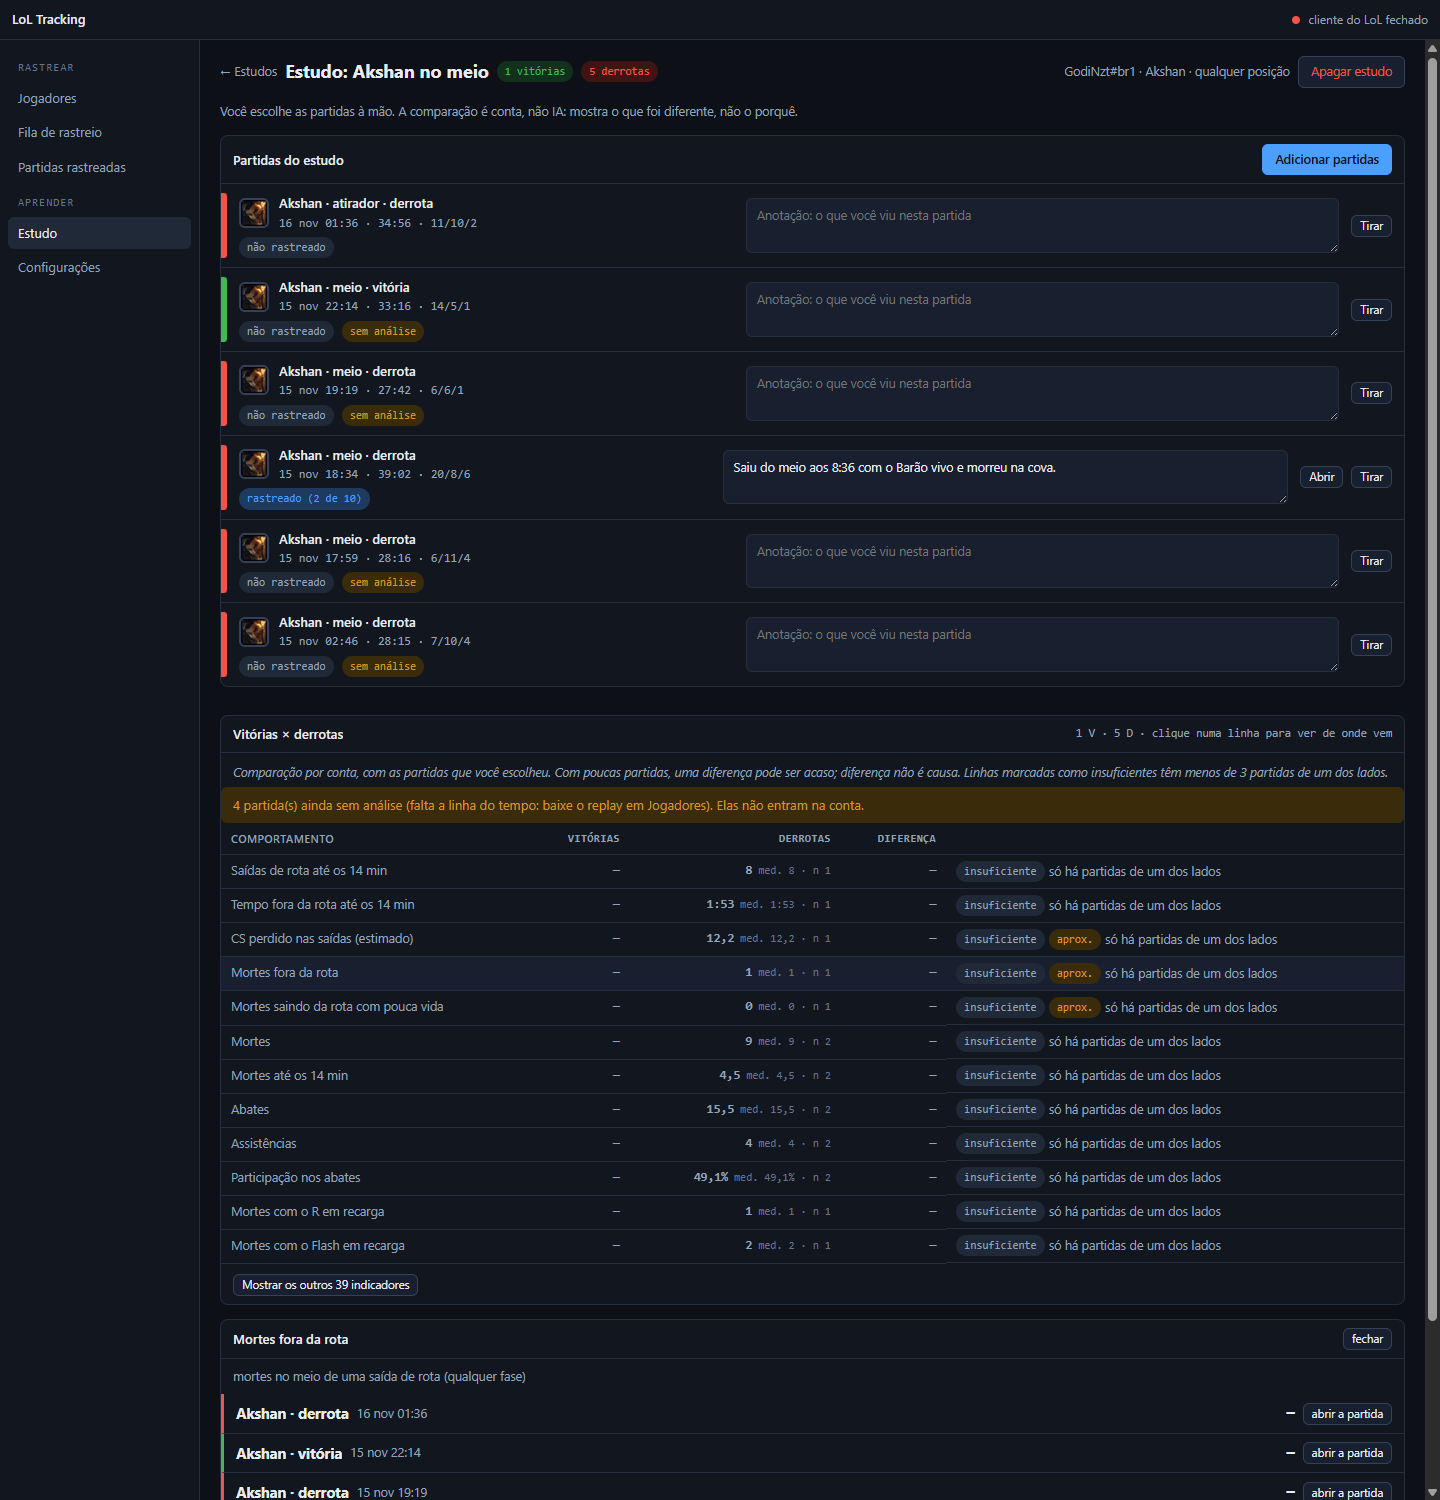 LoL Tracking
cliente do LoL fechado
RASTREAR
Jogadores
Fila de rastreio
Partidas rastreadas
APRENDER
Estudo
Configurações
← Estudos Estudo: Akshan no meio 1 vitórias 5 derrotas
GodiNzt#br1 · Akshan · qualquer posição Apagar estudo
Você escolhe as partidas à mão. A comparação é conta, não IA: mostra o que foi diferente, não o porquê.
Partidas do estudo
Adicionar partidas
Akshan · atirador · derrota
16 nov 01:36 · 34:56 · 11/10/2
não rastreado
Anotação: o que você viu nesta partida
Tirar
Akshan · meio · vitória
15 nov 22:14 · 33:16 · 14/5/1
não rastreado sem análise
Anotação: o que você viu nesta partida
Tirar
Akshan · meio · derrota
15 nov 19:19 · 27:42 · 6/6/1
não rastreado sem análise
Anotação: o que você viu nesta partida
Tirar
Akshan · meio · derrota
15 nov 18:34 · 39:02 · 20/8/6
rastreado (2 de 10)
Saiu do meio aos 8:36 com o Barão vivo e morreu na cova.
Abrir Tirar
Akshan · meio · derrota
15 nov 17:59 · 28:16 · 6/11/4
não rastreado sem análise
Anotação: o que você viu nesta partida
Tirar
Akshan · meio · derrota
15 nov 02:46 · 28:15 · 7/10/4
não rastreado sem análise
Anotação: o que você viu nesta partida
Tirar
Vitórias × derrotas
1 V · 5 D · clique numa linha para ver de onde vem
Comparação por conta, com as partidas que você escolheu. Com poucas partidas, uma diferença pode ser acaso; diferença não é causa. Linhas marcadas como insuficientes têm menos de 3 partidas de um dos lados.
4 partida(s) ainda sem análise (falta a linha do tempo: baixe o replay em Jogadores). Elas não entram na conta.
COMPORTAMENTO VITÓRIAS DERROTAS DIFERENÇA
Saídas de rota até os 14 min — 8 med. 8 · n 1 — insuficiente só há partidas de um dos lados
Tempo fora da rota até os 14 min — 1:53 med. 1:53 · n 1 — insuficiente só há partidas de um dos lados
CS perdido nas saídas (estimado) — 12,2 med. 12,2 · n 1 — insuficiente aprox. só há partidas de um dos lados
Mortes fora da rota — 1 med. 1 · n 1 — insuficiente aprox. só há partidas de um dos lados
Mortes saindo da rota com pouca vida — 0 med. 0 · n 1 — insuficiente aprox. só há partidas de um dos lados
Mortes — 9 med. 9 · n 2 — insuficiente só há partidas de um dos lados
Mortes até os 14 min — 4,5 med. 4,5 · n 2 — insuficiente só há partidas de um dos lados
Abates — 15,5 med. 15,5 · n 2 — insuficiente só há partidas de um dos lados
Assistências — 4 med. 4 · n 2 — insuficiente só há partidas de um dos lados
Participação nos abates — 49,1% med. 49,1% · n 2 — insuficiente só há partidas de um dos lados
Mortes com o R em recarga — 1 med. 1 · n 1 — insuficiente só há partidas de um dos lados
Mortes com o Flash em recarga — 2 med. 2 · n 1 — insuficiente só há partidas de um dos lados
Mostrar os outros 39 indicadores
Mortes fora da rota
fechar
mortes no meio de uma saída de rota (qualquer fase)
Akshan · derrota 16 nov 01:36 — abrir a partida
Akshan · vitória 15 nov 22:14 — abrir a partida
Akshan · derrota 15 nov 19:19 — abrir a partida